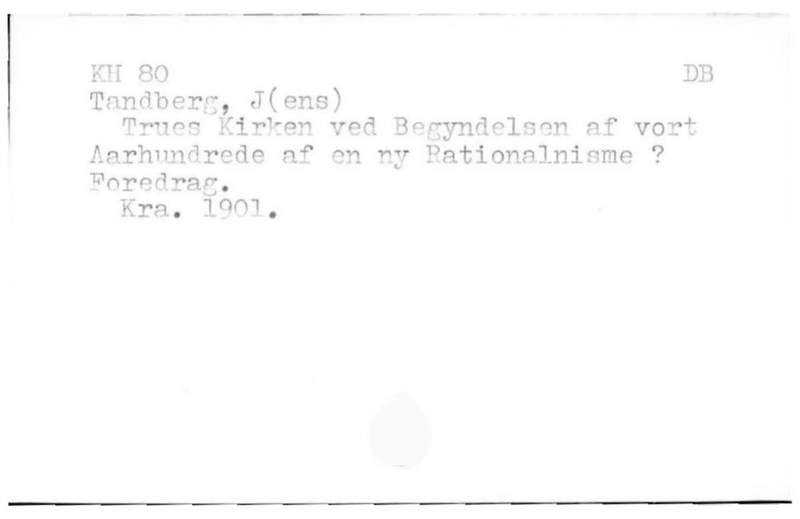 KH 80 DB
Tandberg, J(ens)
Trues Kirken ved Begyndelsen af vort
Aarhundrede af en ny Rationalnisme ?
Foredrag.
Kra. 1901.